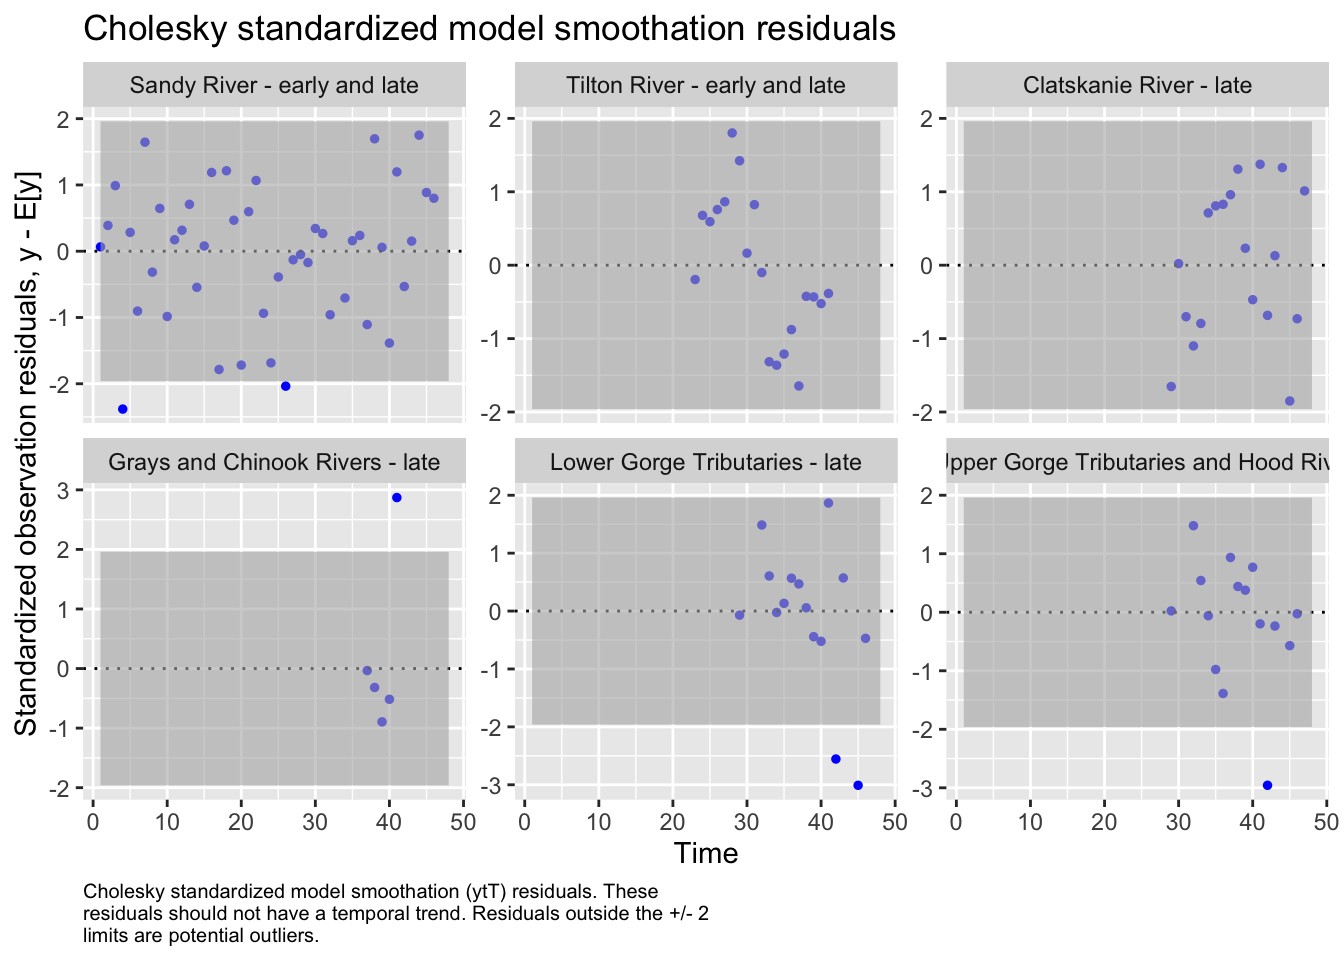 Cholesky standardized model smoothation residuals
Sandy River - early and late
Tilton River - early and late
Clatskanie River - late
2
1
0
-1
-2
2
1
0
-1
-2
2
1
0
-1
-2
Standardized observation residuals, y - E[y]
Grays and Chinook Rivers - late
Lower Gorge Tributaries - late
Upper Gorge Tributaries and Hood Riv
3
2
1
0
-1
-2
2
1
0
-1
-2
-3
2
1
0
-1
-2
-3
0 10 20 30 40 50
0 10 20 30 40 50
0 10 20 30 40 50
Time
Cholesky standardized model smoothation (ytT) residuals. These
residuals should not have a temporal trend. Residuals outside the +/- 2
limits are potential outliers.